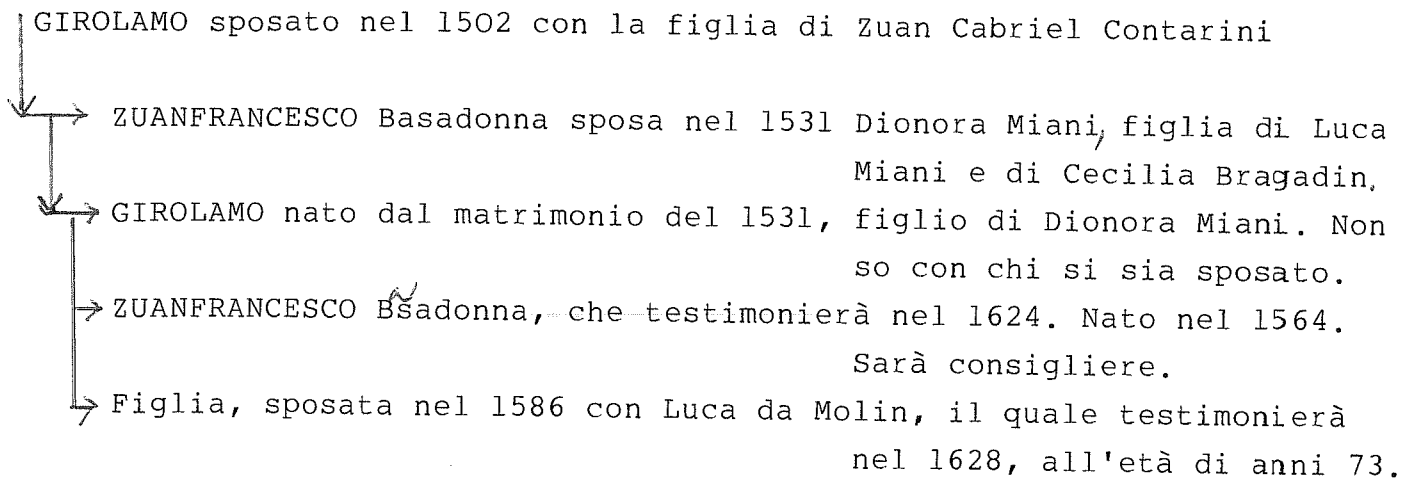 GIROLAMO sposato nel 1502 con la figlia di Zuan Cabriel Contarini
ZUANFRANCESCO Basadonna sposa nel 1531 Dionora Miani, figlia di Luca
Miani e di Cecilia Bragadin.
GIROLAMO nato dal matrimonio del 1531, figlio di Dionora Miani. Non
so con chi si sia sposato.
ZUANFRANCESCO Bsadonna, che testimonierà nel 1624. Nato nel 1564.
Sarà consigliere.
Figlia, sposata nel 1586 con Luca da Molin, il quale testimonierà
nel 1628, all'età di anni 73.